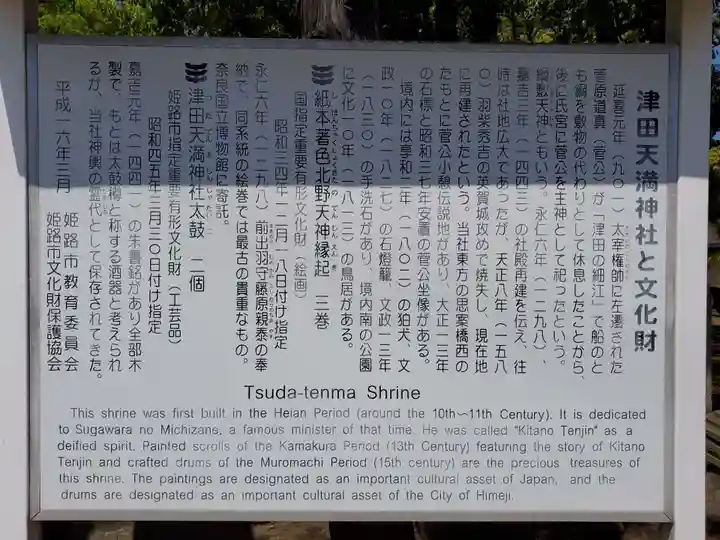 津田天満神社と文化財
延喜元年（九〇一）太宰権帥に左遷された
菅原道真（菅公）が「津田の細江」で船のと
も綱を敷物の代わりとして休息したことから、
後に氏宮に菅公を主神として祀ったという。
綱敷天神ともいう。永仁六年（一二九八）、
嘉吉三年（一四四三）の社殿再建を伝え、往
時は社地広大であったが、天正八年（一五八
〇）羽柴秀吉の英賀城攻めで焼失し、現在地
に再建されたという。当社東方の思案橋西の
たもとに菅公小憩伝説地があり、大正一三年
の石標と昭和三七年安置の菅公坐像がある。
境内には享和二年（一八〇二）の狛犬、文
政一〇年（一八二七）の石燈籠、文政一三年
（一八三〇）の手洗石があり、境内南の公園
に文化一〇年（一八一三）の鳥居がある。
国指定重要有形文化財（絵画）
紙本著色北野天神縁起 三巻
昭和三四年一二月一八日付け指定
永仁六年（一二九八）前出羽守藤原親泰の奉
納で、同系統の絵巻では最古の貴重なもの。
奈良国立博物館に寄託。
津田天満神社太鼓 二個
姫路市指定重要有形文化財（工芸品）
昭和四五年三月三〇日付け指定
嘉吉元年（一四四一）の朱書銘があり全部木
製で、もとは太鼓樽と称する酒器と考えられ
るが、当社神輿の霊代として保存されてきた。
平成一六年三月
姫路市教育委員会
姫路市文化財保護協会
Tsuda-tenma Shrine
This shrine was first built in the Heian Period (around the 10th〜11th Century). It is dedicated
to Sugawara no Michizane, a famous minister of that time. He was called "Kitano Tenjin" as a
deified spirit. Painted scrolls of the Kamakura Period (13th Century) featuring the story of Kitano
Tenjin and crafted drums of the Muromachi Period (15th century) are the precious treasures of
this shrine. The paintings are designated as an important cultural asset of Japan, and the
drums are designated as an important cultural asset of the City of Himeji.